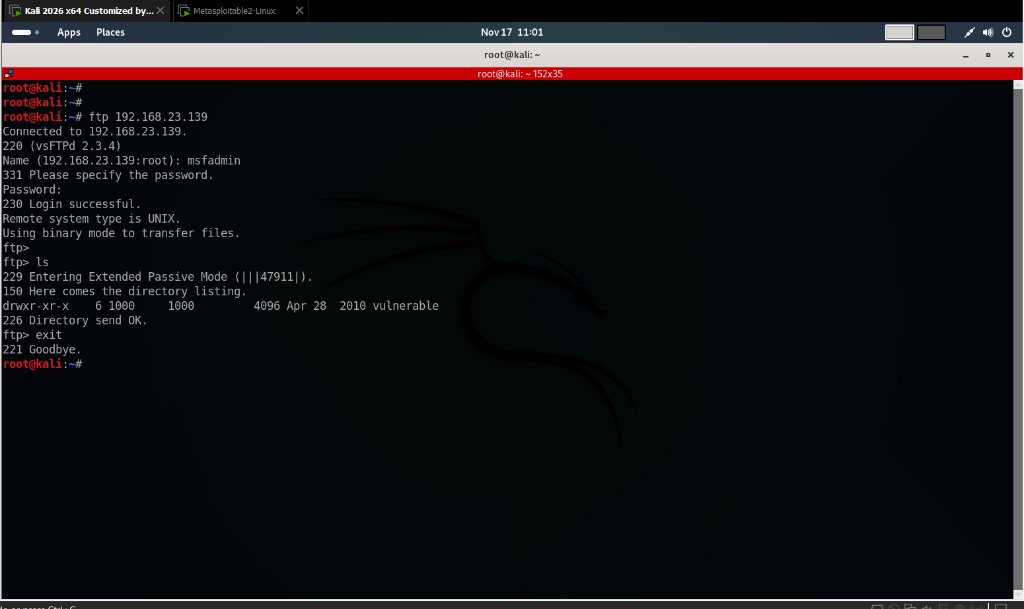 Kali 2026 x64 Customized by...
Metasploitable2-Linux
Apps Places Nov 17 11:01
root@kali: ~
root@kali: ~ 152x35
root@kali:~#
root@kali:~#
root@kali:~# ftp 192.168.23.139
Connected to 192.168.23.139.
220 (vsFTPd 2.3.4)
Name (192.168.23.139:root): msfadmin
331 Please specify the password.
Password:
230 Login successful.
Remote system type is UNIX.
Using binary mode to transfer files.
ftp>
ftp> ls
229 Entering Extended Passive Mode (|||47911|).
150 Here comes the directory listing.
drwxr-xr-x    6 1000     1000         4096 Apr 28  2010 vulnerable
226 Directory send OK.
ftp> exit
221 Goodbye.
root@kali:~#